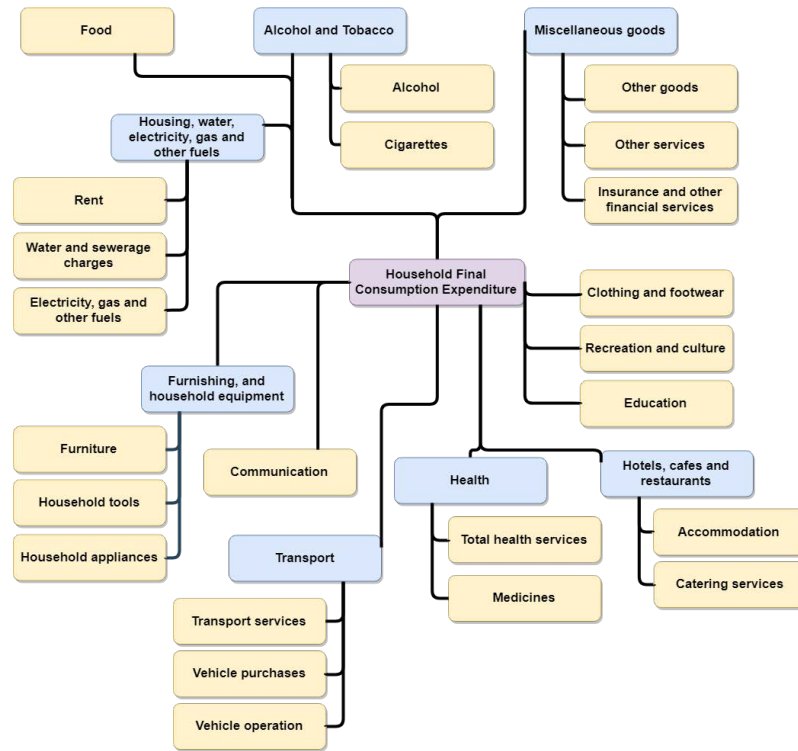 Food
Alcohol and Tobacco
Miscellaneous goods
Alcohol
Cigarettes
Other goods
Other services
Insurance and other
financial services
Housing, water,
electricity, gas and
other fuels
Rent
Water and sewerage
charges
Electricity, gas and
other fuels
Household Final
Consumption Expenditure
Clothing and footwear
Recreation and culture
Education
Furnishing, and
household equipment
Furniture
Household tools
Household appliances
Communication
Health
Total health services
Medicines
Hotels, cafes and
restaurants
Accommodation
Catering services
Transport
Transport services
Vehicle purchases
Vehicle operation